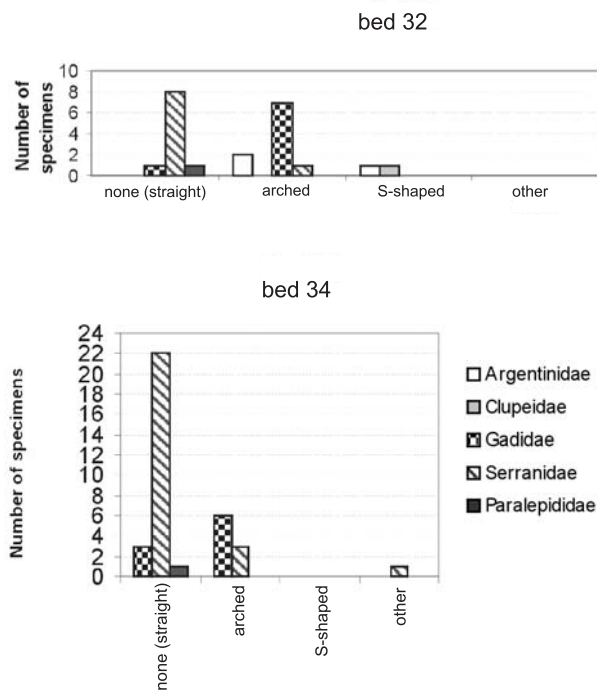 bed 32
Number of
specimens
10
8
6
4
2
0
none (straight)
arched
S-shaped
other
bed 34
Number of specimens
24
22
20
18
16
14
12
10
8
6
4
2
0
none (straight)
arched
S-shaped
other
Argentinidae
Clupeidae
Gadidae
Serranidae
Paralepididae